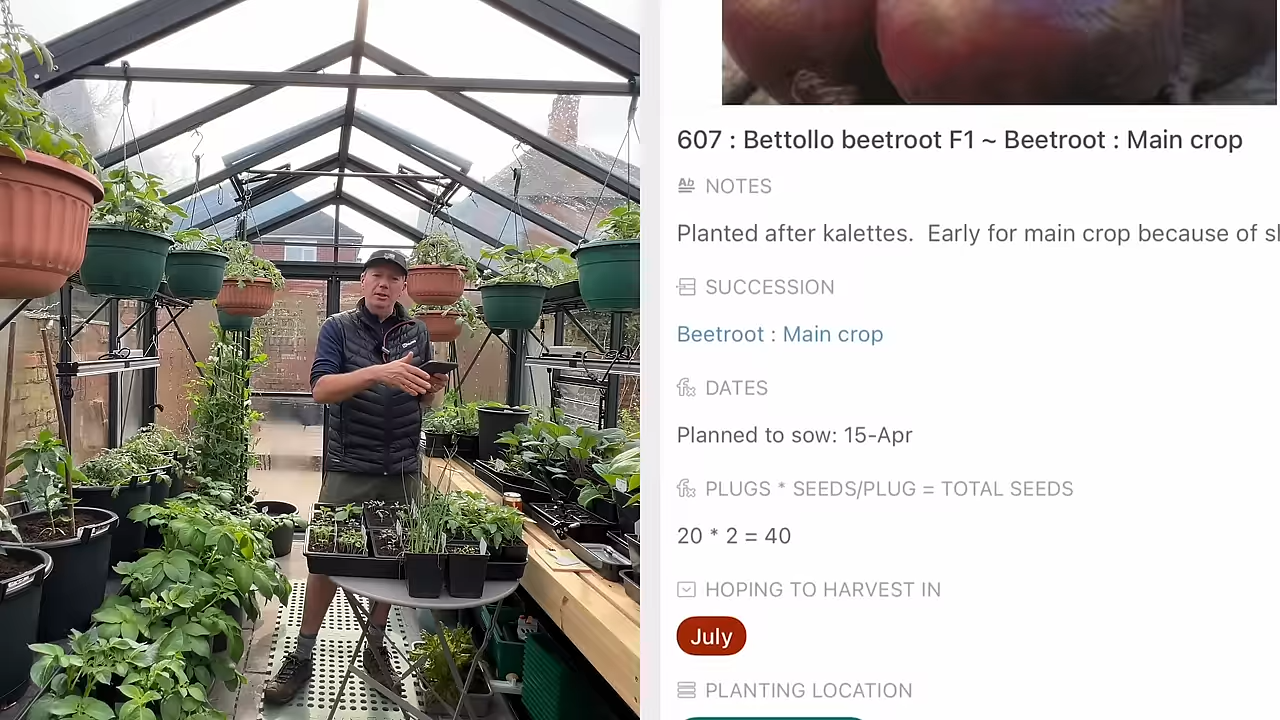 607 : Bettollo beetroot F1 ~ Beetroot : Main crop
NOTES
Planted after kalettes.  Early for main crop because of
SUCCESSION
Beetroot : Main crop
DATES
Planned to sow: 15-Apr
PLUGS * SEEDS/PLUG = TOTAL SEEDS
20 * 2 = 40
HOPING TO HARVEST IN
July
PLANTING LOCATION